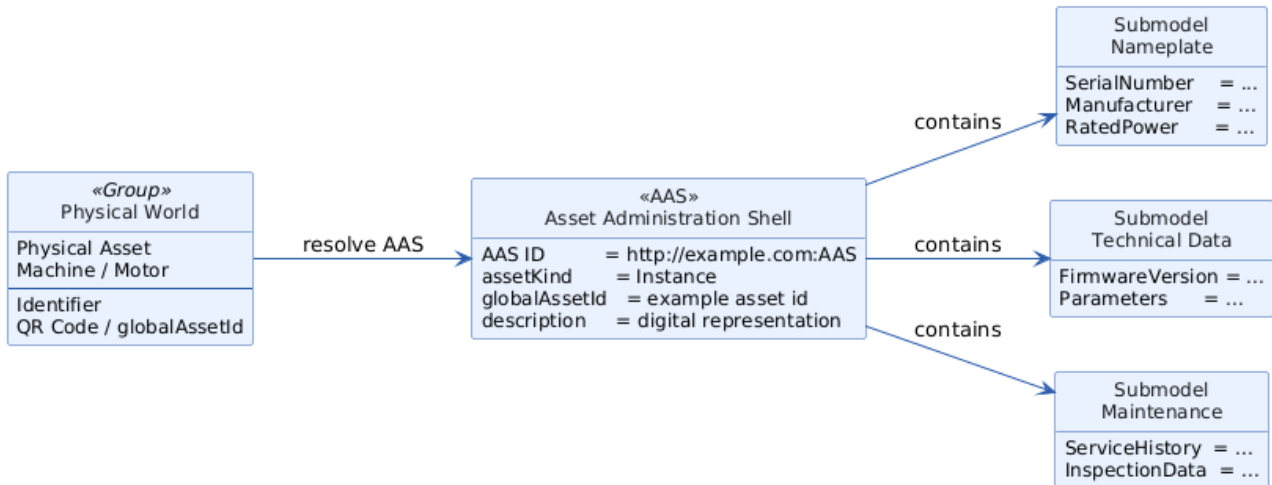 «Group»
Physical World
Physical Asset
Machine / Motor
Identifier
QR Code / globalAssetId
resolve AAS
«AAS»
Asset Administration Shell
AAS ID = http://example.com:AAS
assetKind = Instance
globalAssetId = example asset id
description = digital representation
contains
contains
contains
Submodel
Nameplate
SerialNumber = ...
Manufacturer = ...
RatedPower = ...
Submodel
Technical Data
FirmwareVersion = ...
Parameters = ...
Submodel
Maintenance
ServiceHistory = ...
InspectionData = ...